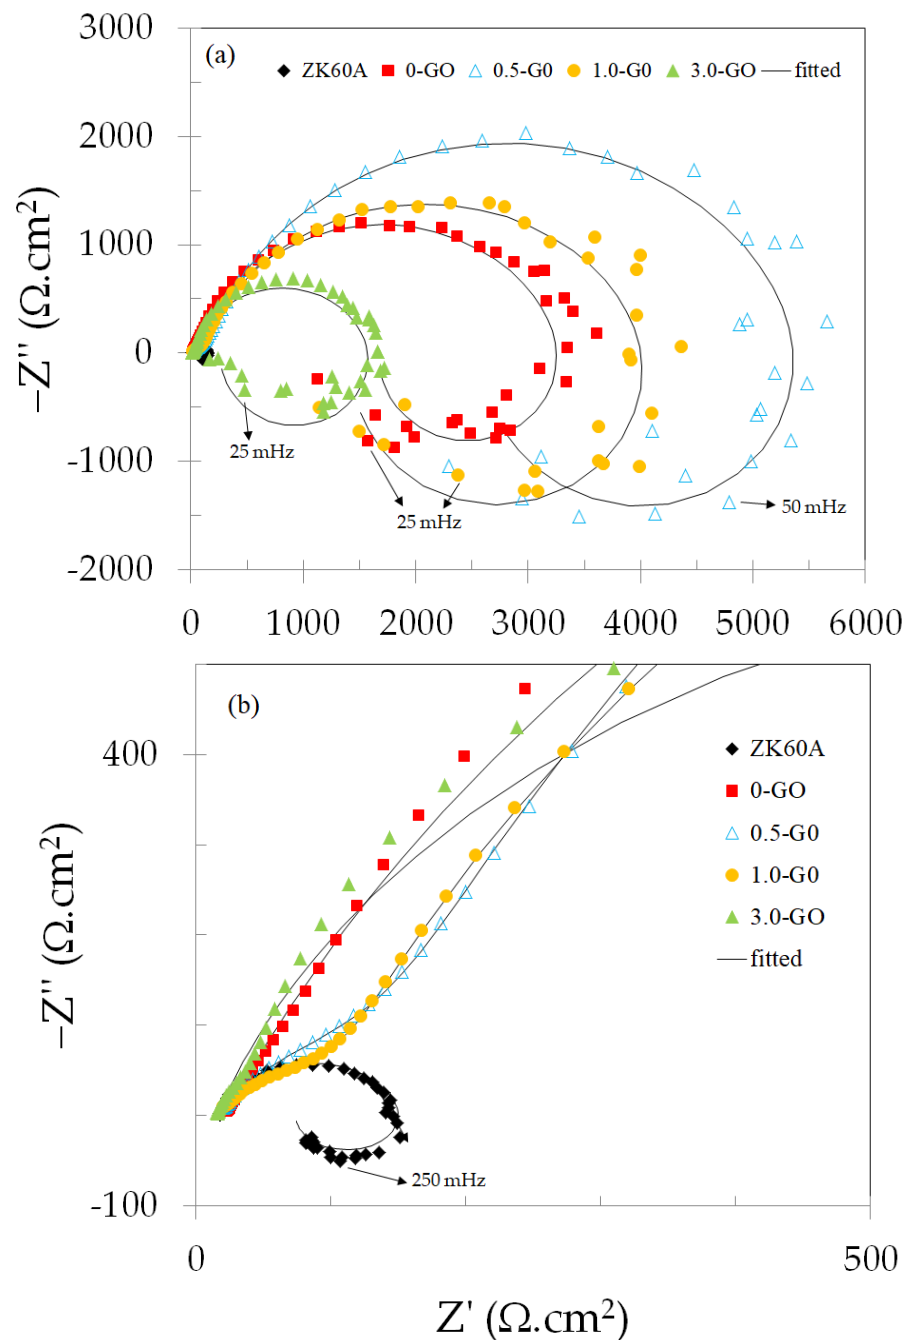 (a)
ZK60A 0-GO 0.5-G0 1.0-G0 3.0-GO fitted
3000
2000
1000
0
-1000
-2000
−Z'' (Ω.cm²)
25 mHz
25 mHz
50 mHz
0 1000 2000 3000 4000 5000 6000
(b)
ZK60A
0-GO
0.5-G0
1.0-G0
3.0-GO
fitted
400
-100
−Z'' (Ω.cm²)
250 mHz
0 500
Z' (Ω.cm²)